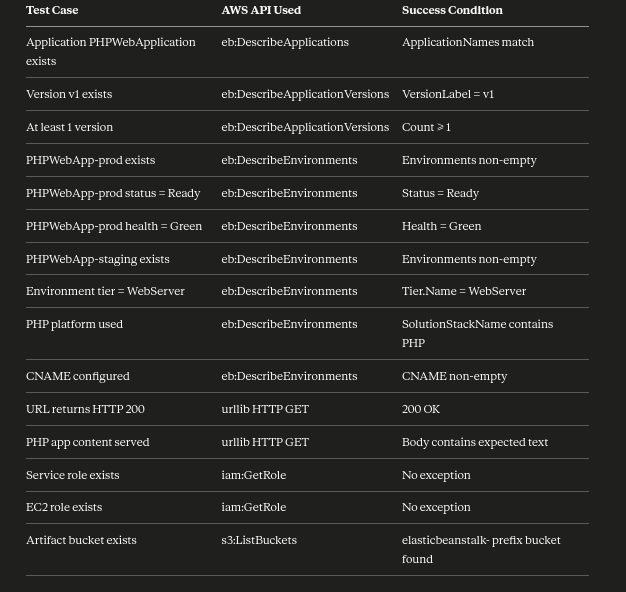 Test Case AWS API Used Success Condition
Application PHPWebApplication eb:DescribeApplications ApplicationNames match
exists
Version v1 exists eb:DescribeApplicationVersions VersionLabel = v1
At least 1 version eb:DescribeApplicationVersions Count ≥ 1
PHPWebApp-prod exists eb:DescribeEnvironments Environments non-empty
PHPWebApp-prod status = Ready eb:DescribeEnvironments Status = Ready
PHPWebApp-prod health = Green eb:DescribeEnvironments Health = Green
PHPWebApp-staging exists eb:DescribeEnvironments Environments non-empty
Environment tier = WebServer eb:DescribeEnvironments Tier.Name = WebServer
PHP platform used eb:DescribeEnvironments SolutionStackName contains
PHP
CNAME configured eb:DescribeEnvironments CNAME non-empty
URL returns HTTP 200 urllib HTTP GET 200 OK
PHP app content served urllib HTTP GET Body contains expected text
Service role exists iam:GetRole No exception
EC2 role exists iam:GetRole No exception
Artifact bucket exists s3:ListBuckets elasticbeanstalk- prefix bucket
found